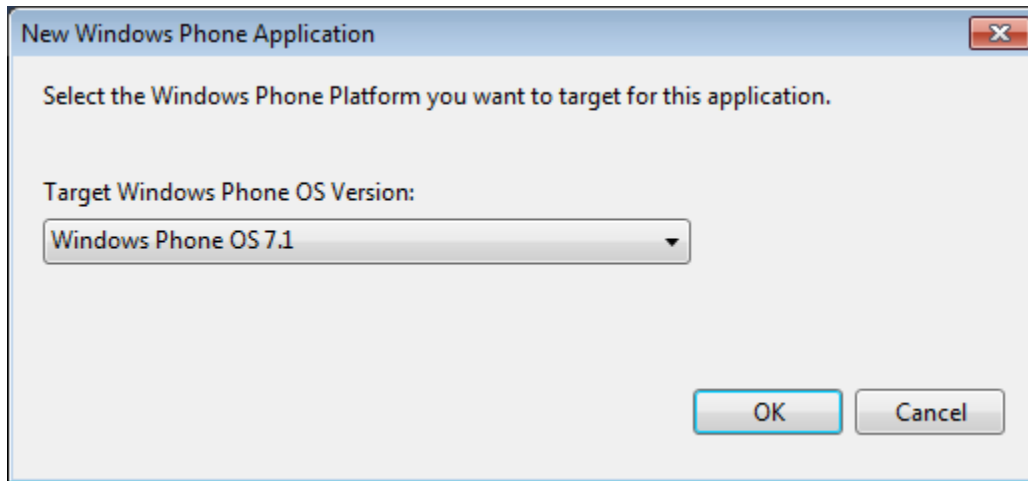 New Windows Phone Application
Select the Windows Phone Platform you want to target for this application.
Target Windows Phone OS Version:
Windows Phone OS 7.1
OK
Cancel